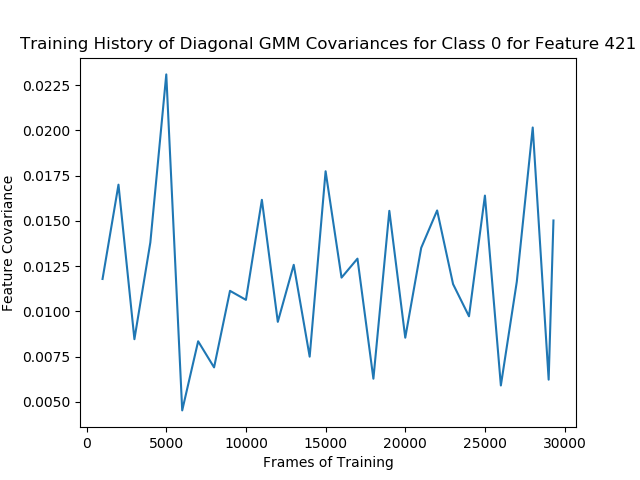 Training History of Diagonal GMM Covariances for Class 0 for Feature 421
0.0225
0.0200
0.0175
0.0150
0.0125
0.0100
0.0075
0.0050
Feature Covariance
0 5000 10000 15000 20000 25000 30000
Frames of Training